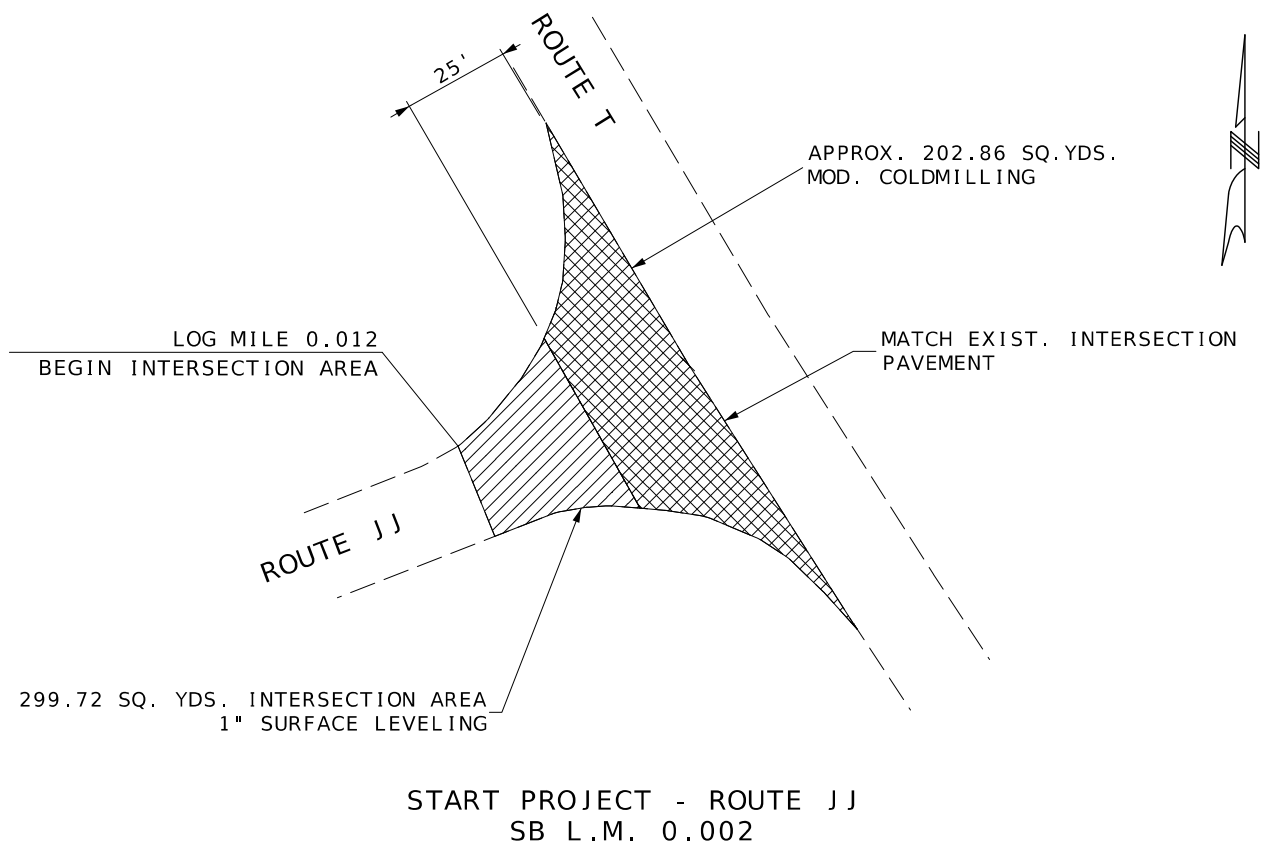 25'
ROUTE T
APPROX. 202.86 SQ.YDS.
MOD. COLDMILLING
N
LOG MILE 0.012
BEGIN INTERSECTION AREA
MATCH EXIST. INTERSECTION
PAVEMENT
ROUTE JJ
299.72 SQ. YDS. INTERSECTION AREA
1" SURFACE LEVELING
START PROJECT - ROUTE JJ
SB L.M. 0.002